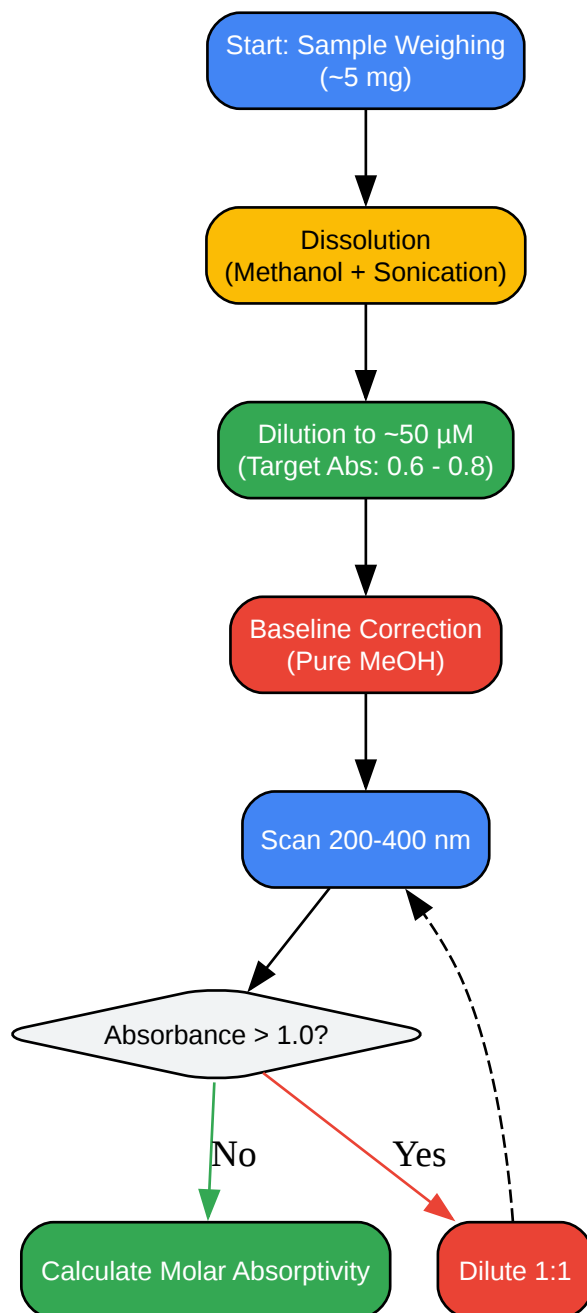 Start: Sample Weighing
(~5 mg)
Dissolution
(Methanol + Sonication)
Dilution to ~50 µM
(Target Abs: 0.6 - 0.8)
Baseline Correction
(Pure MeOH)
Scan 200-400 nm
Absorbance > 1.0?
No
Yes
Calculate Molar Absorptivity
Dilute 1:1